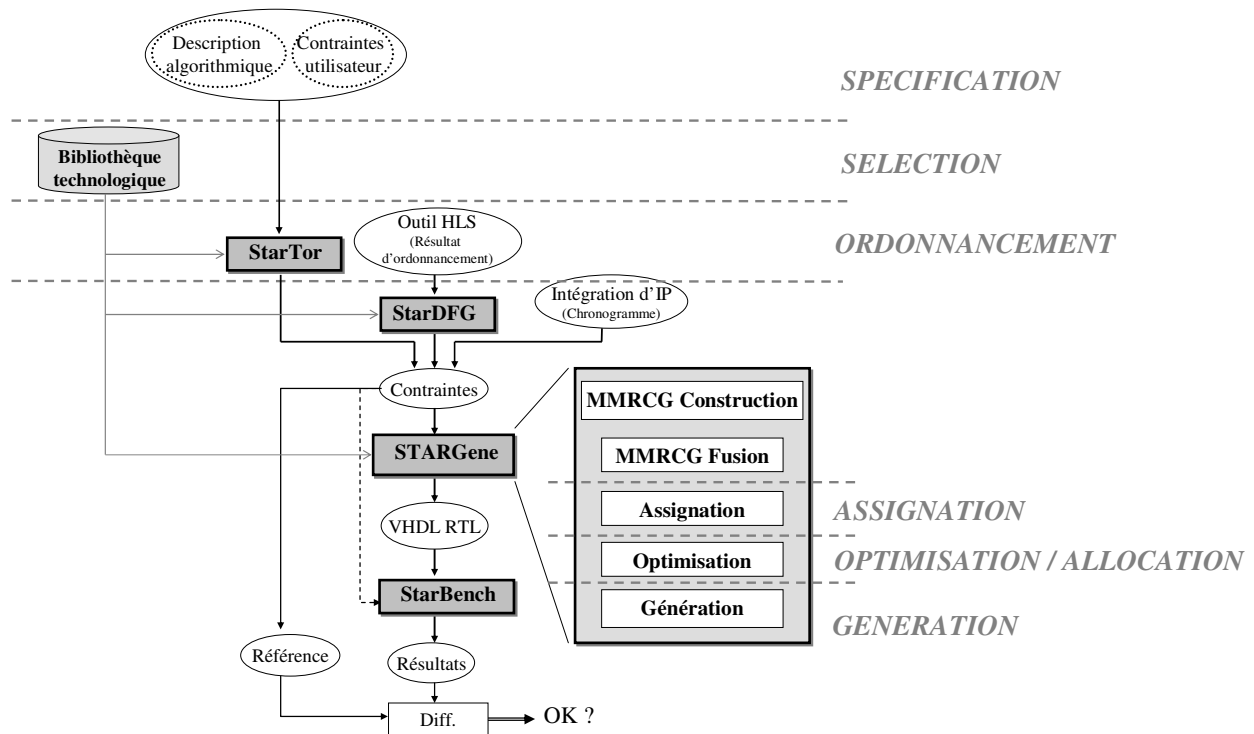 Description
algorithmique
Contraintes
utilisateur
SPECIFICATION
Bibliothèque
technologique
SELECTION
Outil HLS
(Résultat
d'ordonnancement)
StarTor
ORDONNANCEMENT
Intégration d'IP
(Chronogramme)
StarDFG
Contraintes
MMRCG Construction
STARGene
MMRCG Fusion
Assignation
ASSIGNATION
VHDL RTL
Optimisation
OPTIMISATION / ALLOCATION
StarBench
Génération
GENERATION
Référence
Résultats
Diff.
OK ?